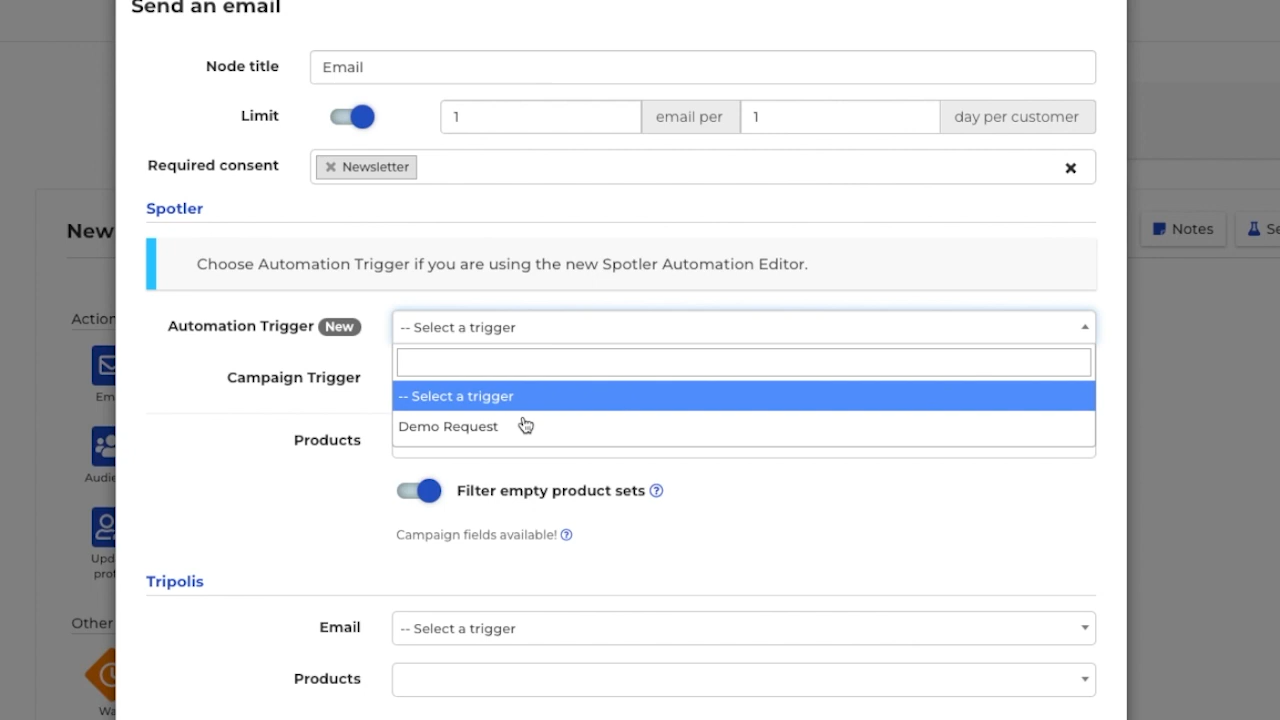 Send an email
Node title
Email
Limit
1
email per
1
day per customer
Required consent
Newsletter
Spotler
New
Notes
Se
Choose Automation Trigger if you are using the new Spotler Automation Editor.
Action
Automation Trigger New
-- Select a trigger
Campaign Trigger
-- Select a trigger
Em
Demo Request
Products
Audie
Filter empty product sets
Campaign fields available!
Upd
prof
Tripolis
Other
Email
-- Select a trigger
Products
Wa